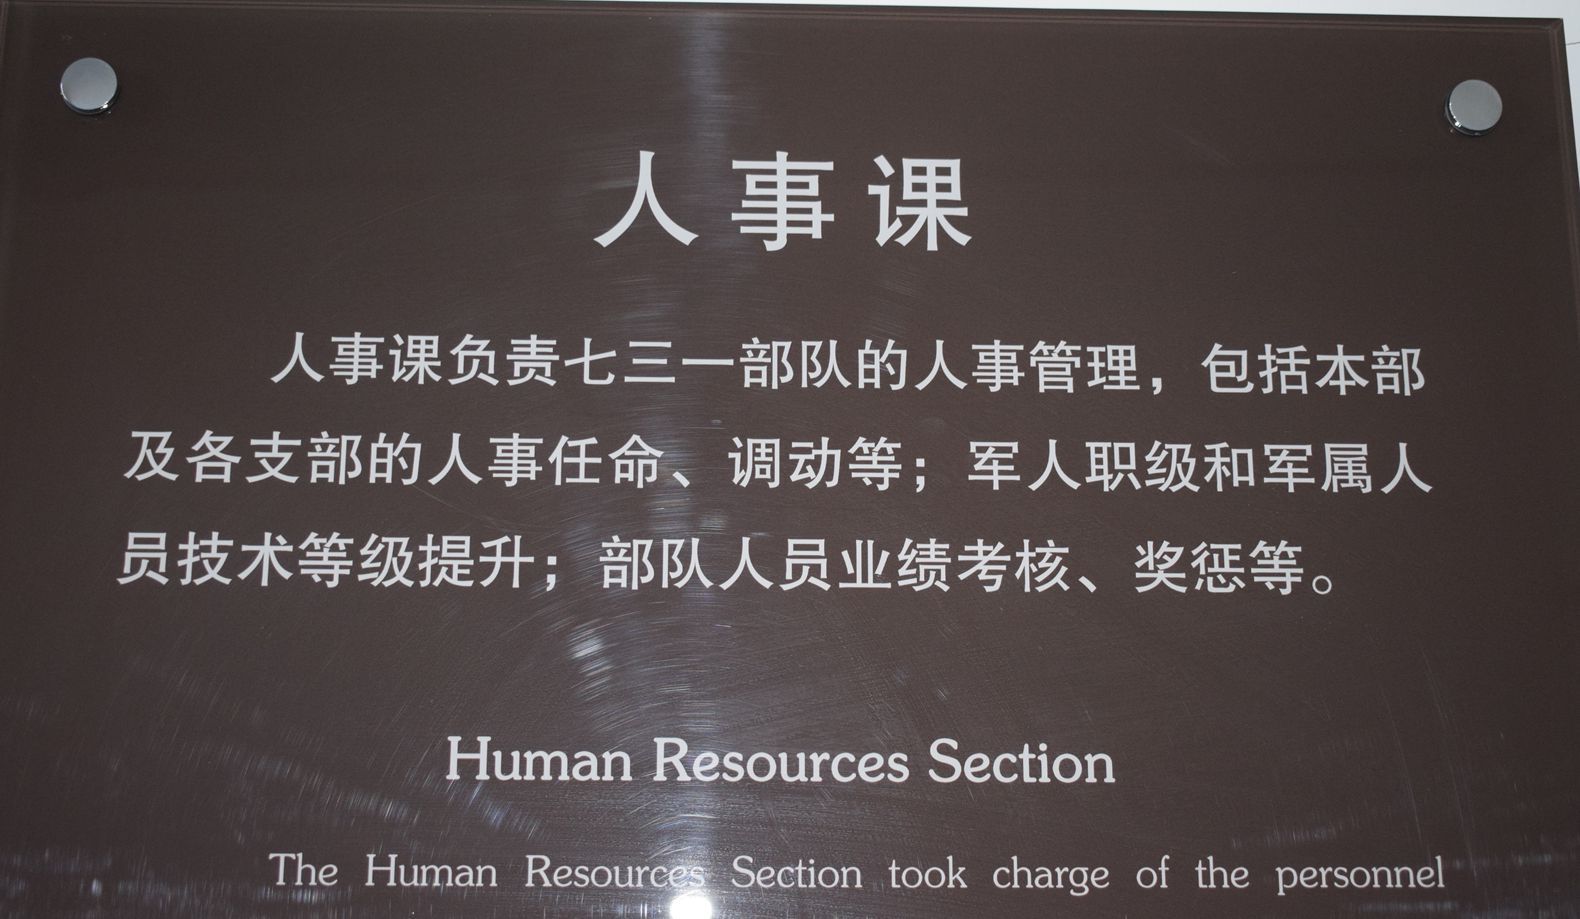 人事课
人事课负责七三一部队的人事管理，包括本部
及各支部的人事任命、调动等；军人职级和军属人
员技术等级提升；部队人员业绩考核、奖惩等。
Human Resources Section
The Human Resources Section took charge of the personnel